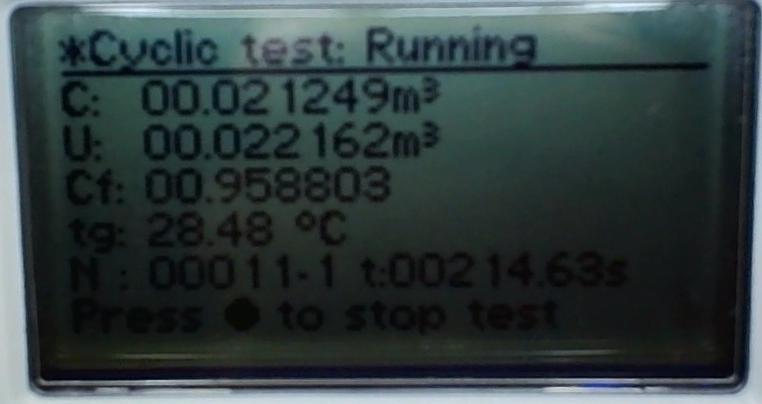 *Cyclic test: Running
C: 00.021249m³
U: 00.022162m³
Cf: 00.958803
tg: 28.48 °C
N : 00011-1 t:00214.63s
Press ● to stop test